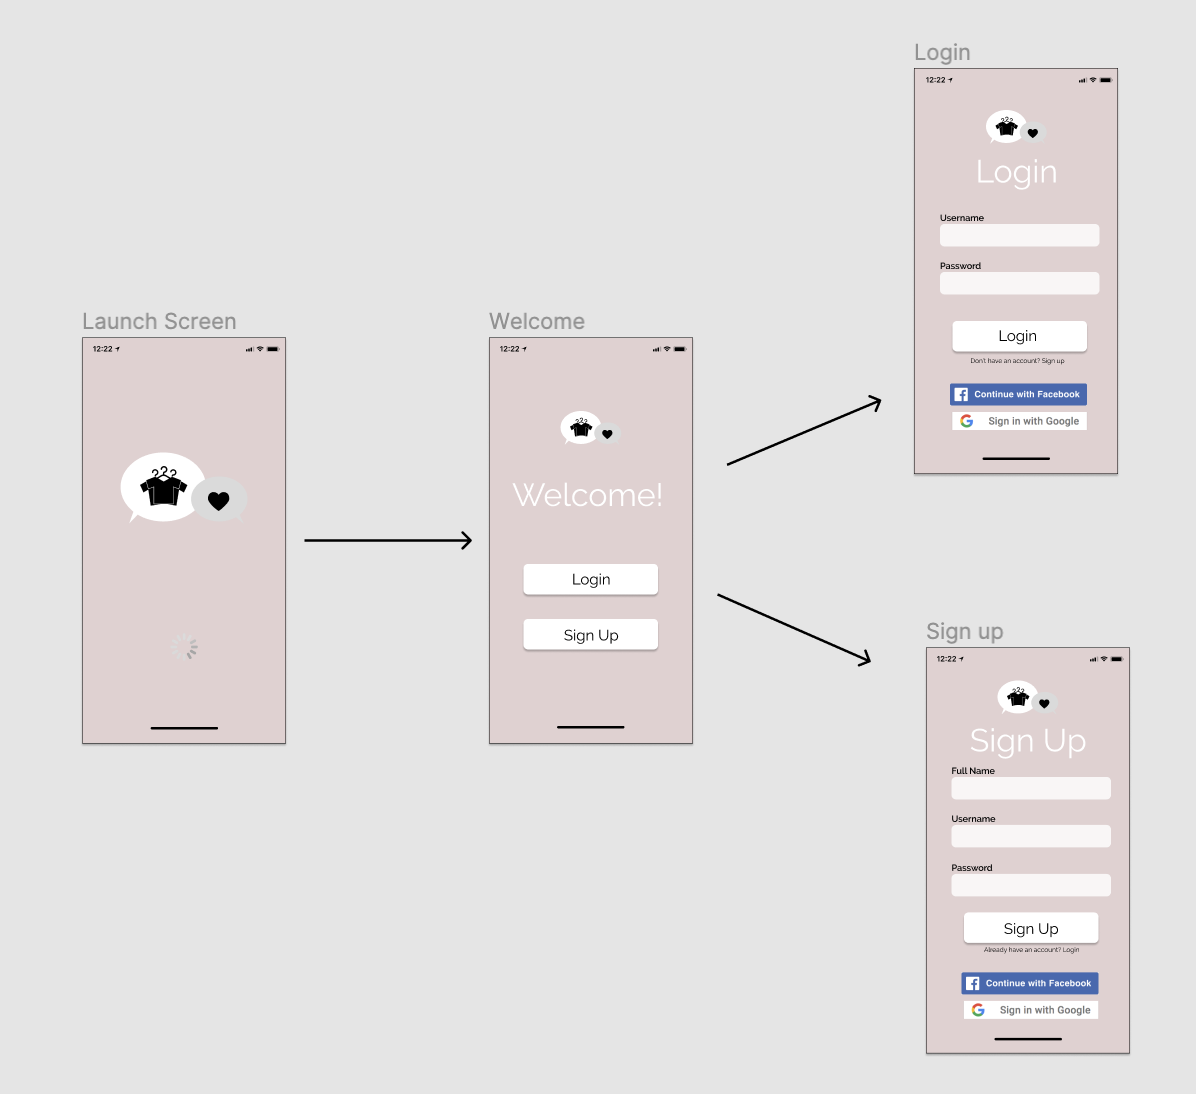 Launch Screen
12:22
Welcome
12:22
Welcome!
Login
Sign Up
Login
12:22
Login
Username
Password
Login
Don't have an account? Sign up
Continue with Facebook
Sign in with Google
Sign up
12:22
Sign Up
Full Name
Username
Password
Sign Up
Already have an account? Login
Continue with Facebook
Sign in with Google